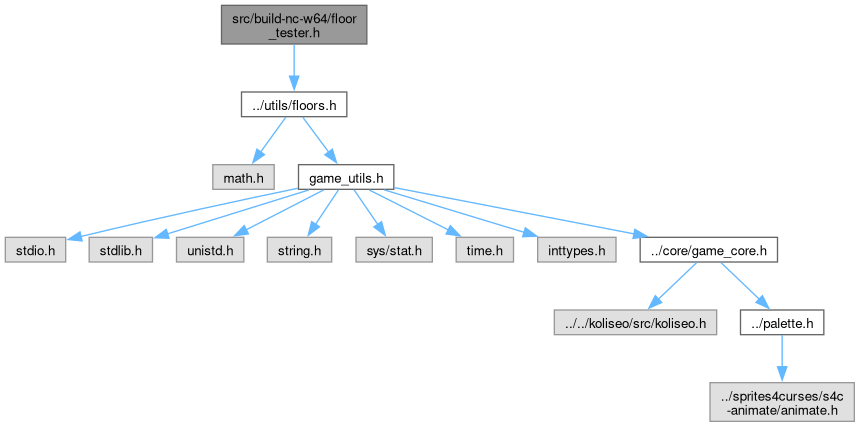 src/build-nc-w64/floor
_tester.h
../utils/floors.h
math.h
game_utils.h
stdio.h
stdlib.h
unistd.h
string.h
sys/stat.h
time.h
inttypes.h
../core/game_core.h
../../koliseo/src/koliseo.h
../palette.h
../sprites4curses/s4c
-animate/animate.h